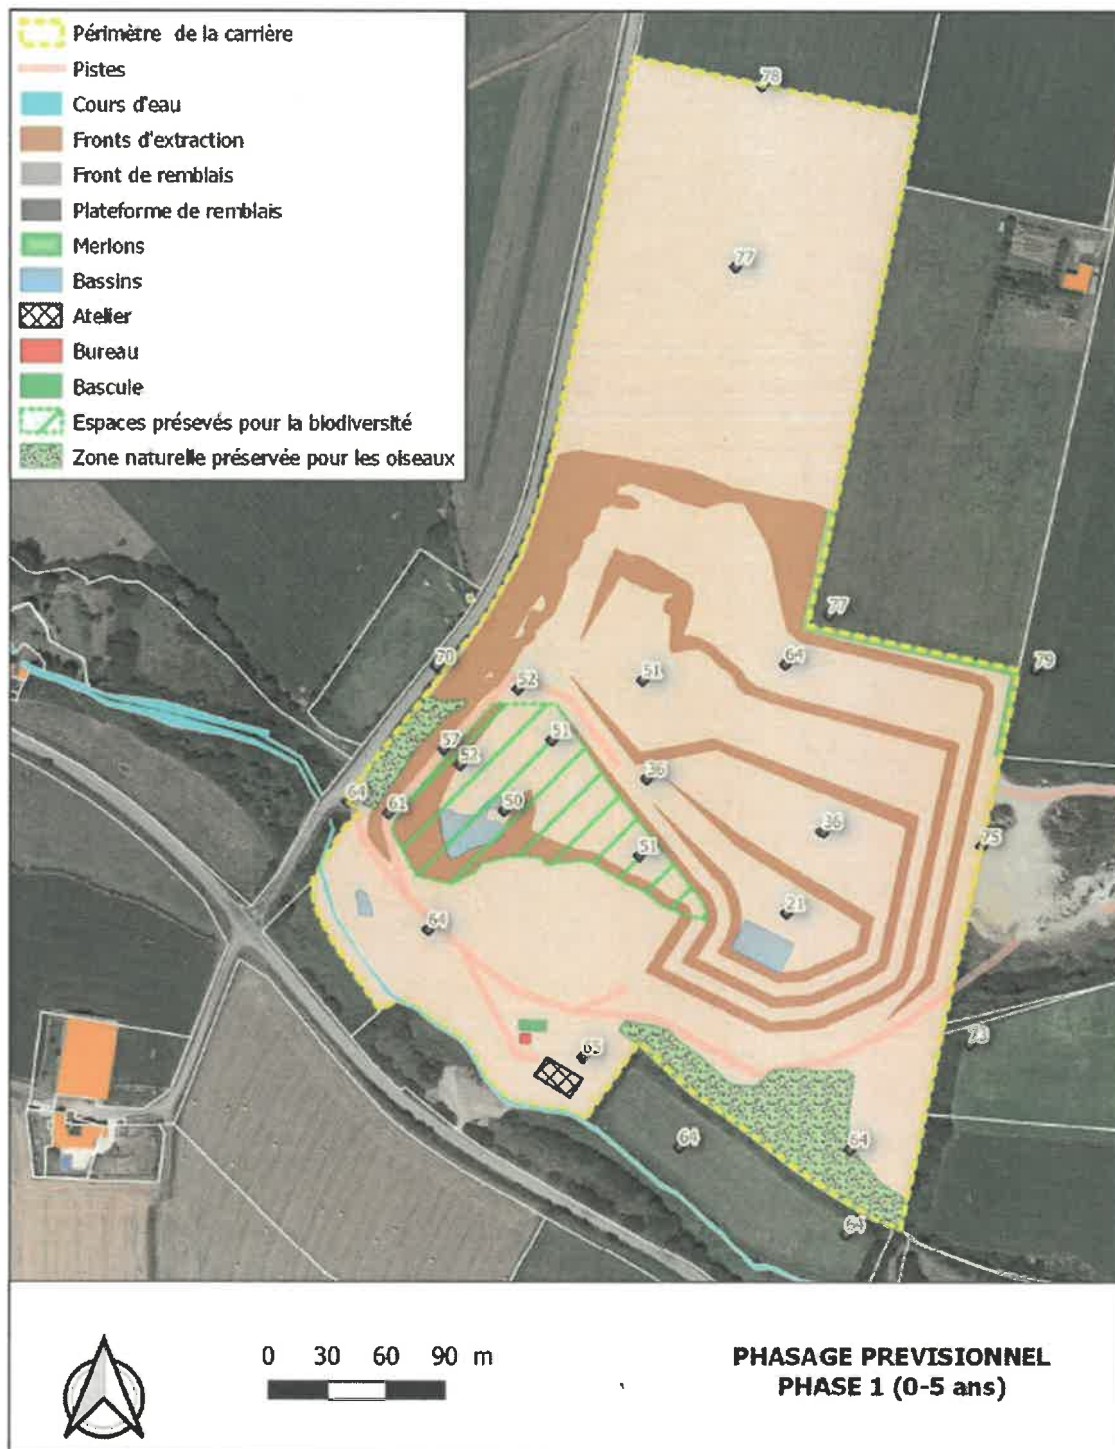 Périmètre de la carrière
Pistes
Cours d'eau
Fronts d'extraction
Front de remblais
Plateforme de remblais
Merlons
Bassins
Atelier
Bureau
Bascule
Espaces présevés pour la biodiversité
Zone naturelle préservée pour les oiseaux
78
77
77
79
64
70
51
52
57
52
51
36
64
61
50
36
75
51
21
64
73
64
64
0 30 60 90 m
PHASAGE PREVISIONNEL
PHASE 1 (0-5 ans)